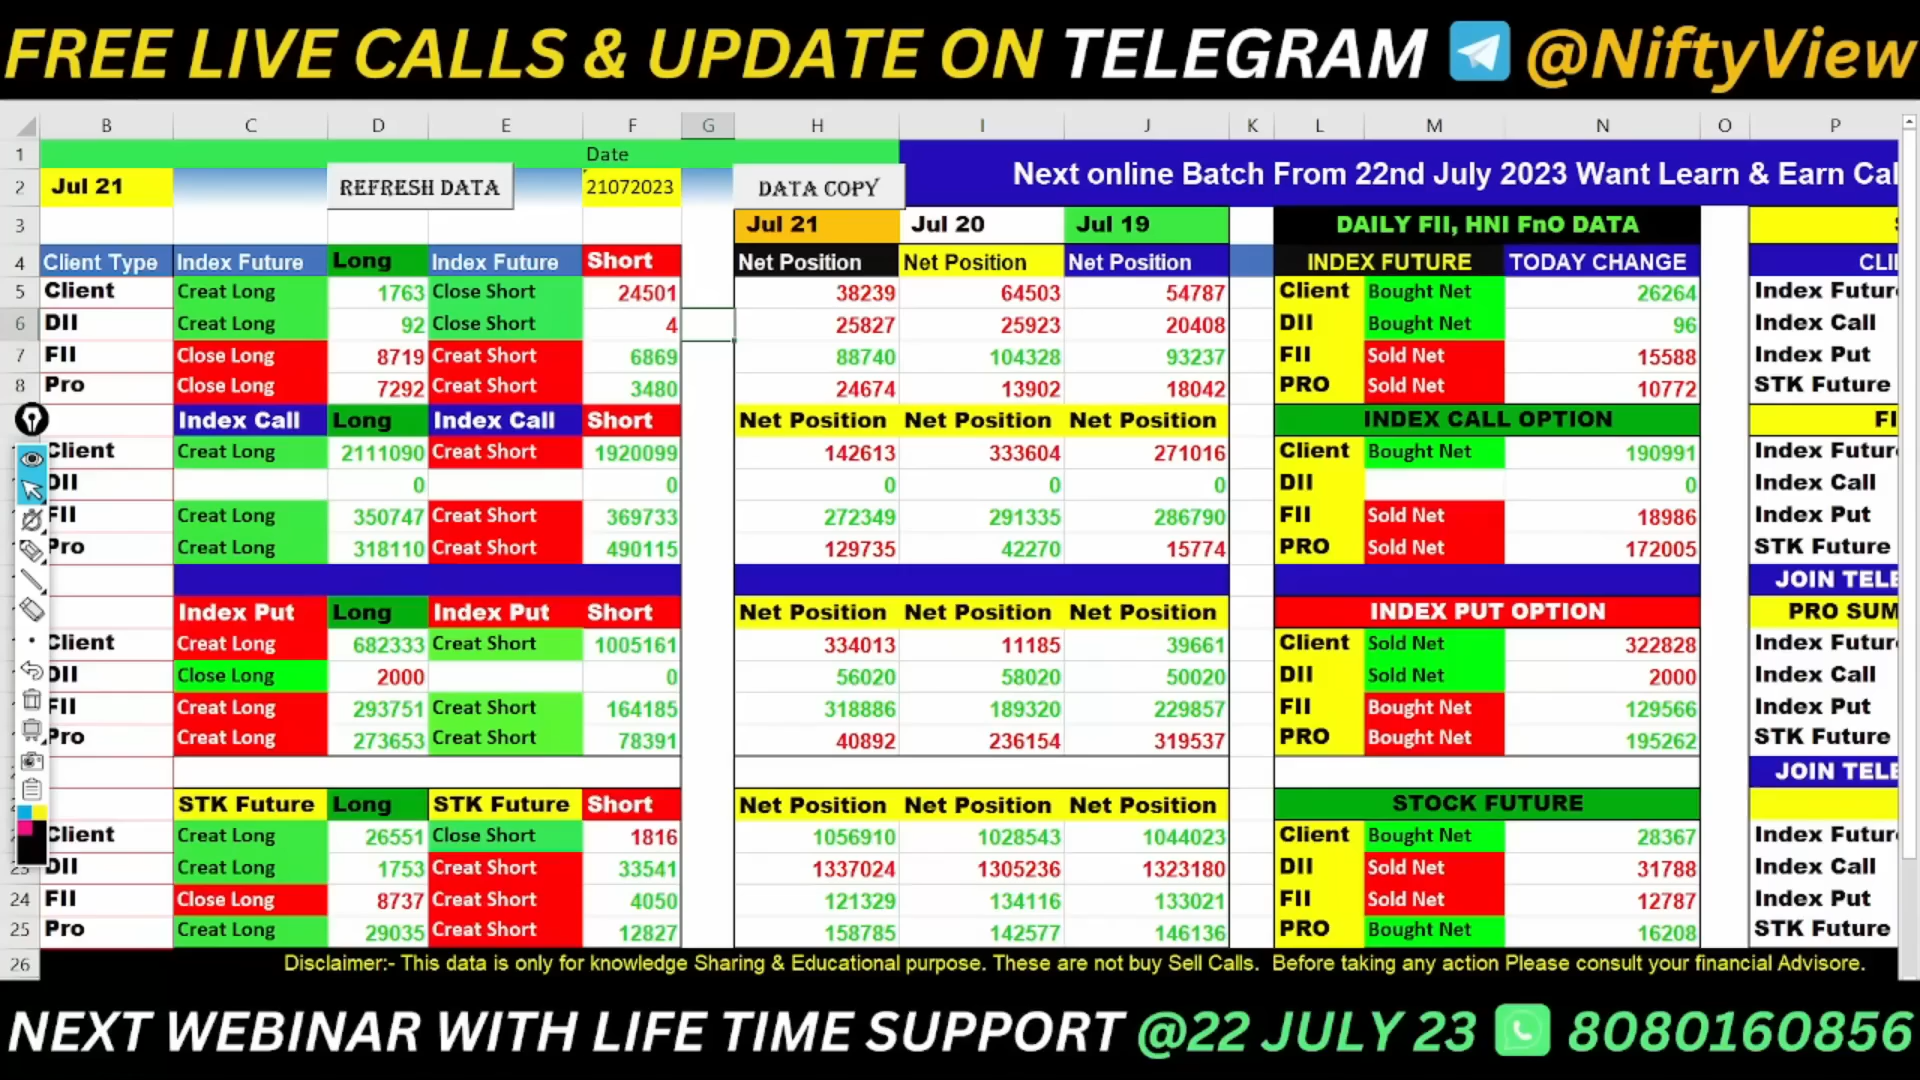 FREE LIVE CALLS & UPDATE ON TELEGRAM @NiftyView
B C D E F G H I J K L M N O P
1 Date
2 Jul 21 REFRESH DATA 21072023 DATA COPY Next online Batch From 22nd July 2023 Want Learn & Earn Cal
3 Jul 21 Jul 20 Jul 19 DAILY FII, HNI FnO DATA
4 Client Type Index Future Long Index Future Short Net Position Net Position Net Position INDEX FUTURE TODAY CHANGE CLI
5 Client Creat Long 1763 Close Short 24501 38239 64503 54787 Client Bought Net 26264 Index Future
6 DII Creat Long 92 Close Short 4 25827 25923 20408 DII Bought Net 96 Index Call
7 FII Close Long 8719 Creat Short 6869 88740 104328 93237 FII Sold Net 15588 Index Put
8 Pro Close Long 7292 Creat Short 3480 24674 13902 18042 PRO Sold Net 10772 STK Future
Index Call Long Index Call Short Net Position Net Position Net Position INDEX CALL OPTION FI
Client Creat Long 2111090 Creat Short 1920099 142613 333604 271016 Client Bought Net 190991 Index Future
DII 0 0 0 0 0 DII 0 Index Call
FII Creat Long 350747 Creat Short 369733 272349 291335 286790 FII Sold Net 18986 Index Put
Pro Creat Long 318110 Creat Short 490115 129735 42270 15774 PRO Sold Net 172005 STK Future
JOIN TELE
Index Put Long Index Put Short Net Position Net Position Net Position INDEX PUT OPTION PRO SUM
Client Creat Long 682333 Creat Short 1005161 334013 11185 39661 Client Sold Net 322828 Index Future
DII Close Long 2000 0 56020 58020 50020 DII Sold Net 2000 Index Call
FII Creat Long 293751 Creat Short 164185 318886 189320 229857 FII Bought Net 129566 Index Put
Pro Creat Long 273653 Creat Short 78391 40892 236154 319537 PRO Bought Net 195262 STK Future
JOIN TELE
STK Future Long STK Future Short Net Position Net Position Net Position STOCK FUTURE
Client Creat Long 26551 Close Short 1816 1056910 1028543 1044023 Client Bought Net 28367 Index Future
23 DII Creat Long 1753 Creat Short 33541 1337024 1305236 1323180 DII Sold Net 31788 Index Call
24 FII Close Long 8737 Creat Short 4050 121329 134116 133021 FII Sold Net 12787 Index Put
25 Pro Creat Long 29035 Creat Short 12827 158785 142577 146136 PRO Bought Net 16208 STK Future
26 Disclaimer:- This data is only for knowledge Sharing & Educational purpose. These are not buy Sell Calls. Before taking any action Please consult your financial Advisore.
NEXT WEBINAR WITH LIFE TIME SUPPORT @22 JULY 23 8080160856